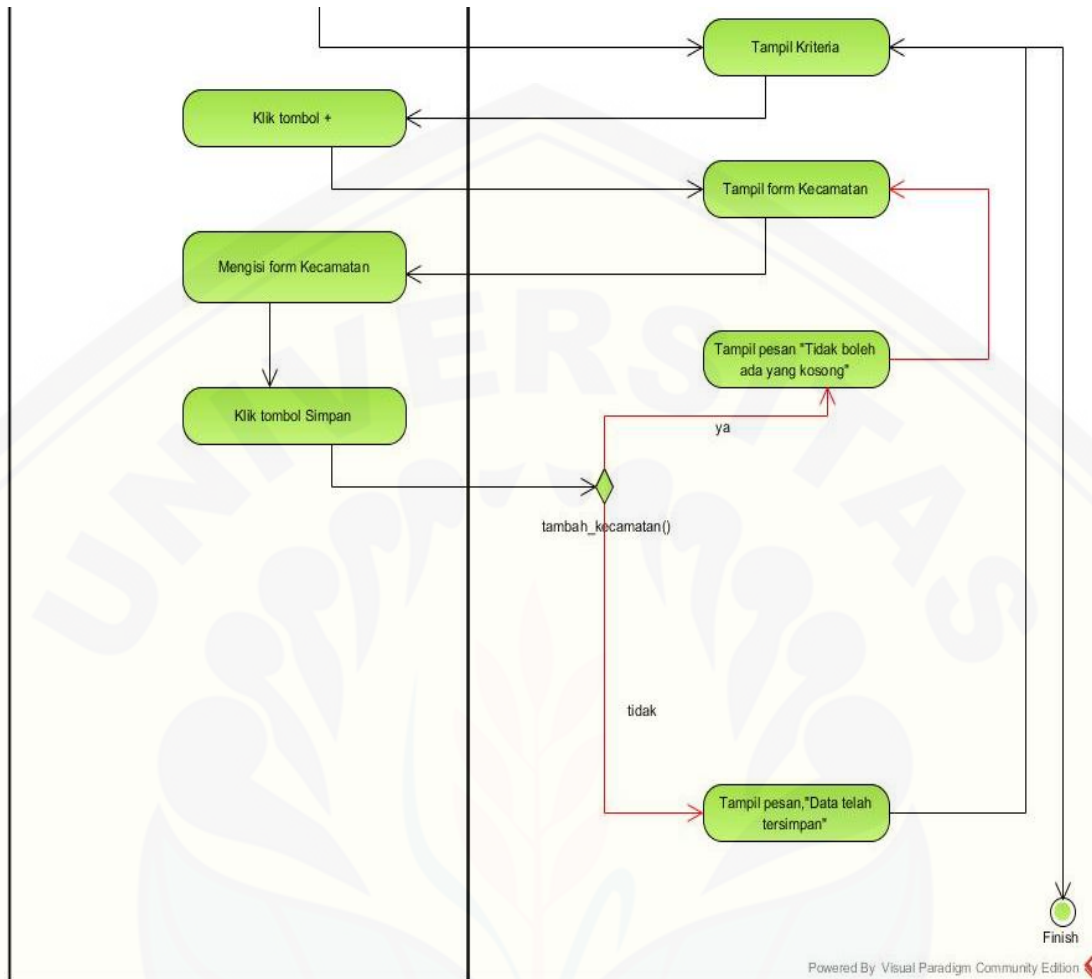 Tampil Kriteria
Klik tombol +
Tampil form Kecamatan
Mengisi form Kecamatan
Tampil pesan "Tidak boleh
ada yang kosong"
Klik tombol Simpan
ya
tambah_kecamatan()
tidak
Tampil pesan,"Data telah
tersimpan"
Finish
Powered By Visual Paradigm Community Edition
UNIVERSITAS